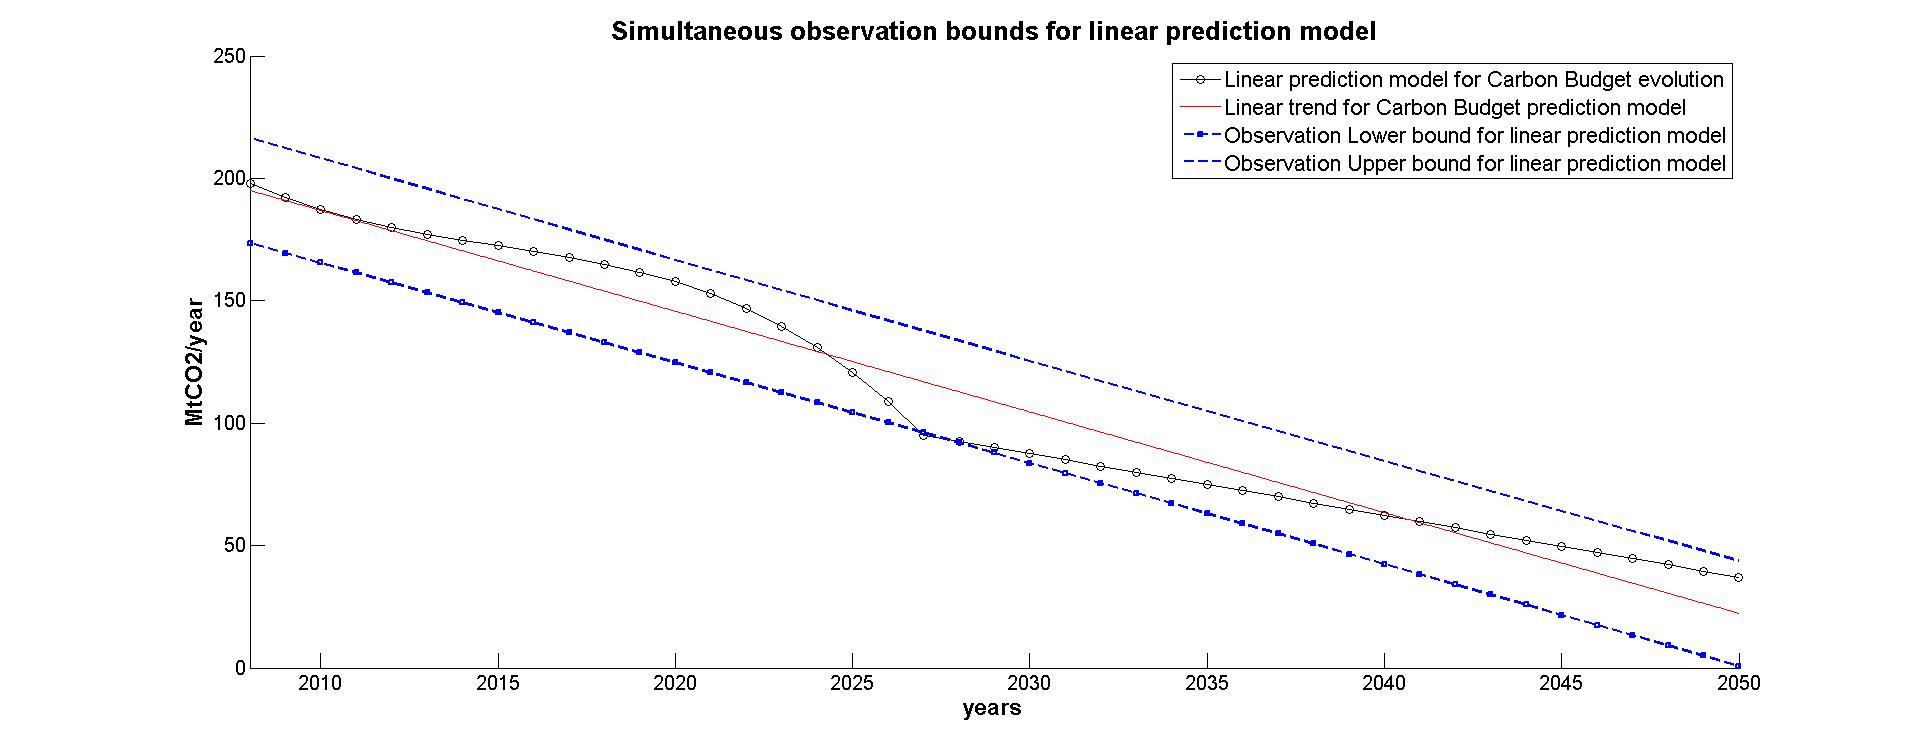 Simultaneous observation bounds for linear prediction model
250
200
150
100
50
0
MtCO2/year
Linear prediction model for Carbon Budget evolution
Linear trend for Carbon Budget prediction model
Observation Lower bound for linear prediction model
Observation Upper bound for linear prediction model
2010 2015 2020 2025 2030 2035 2040 2045 2050
years